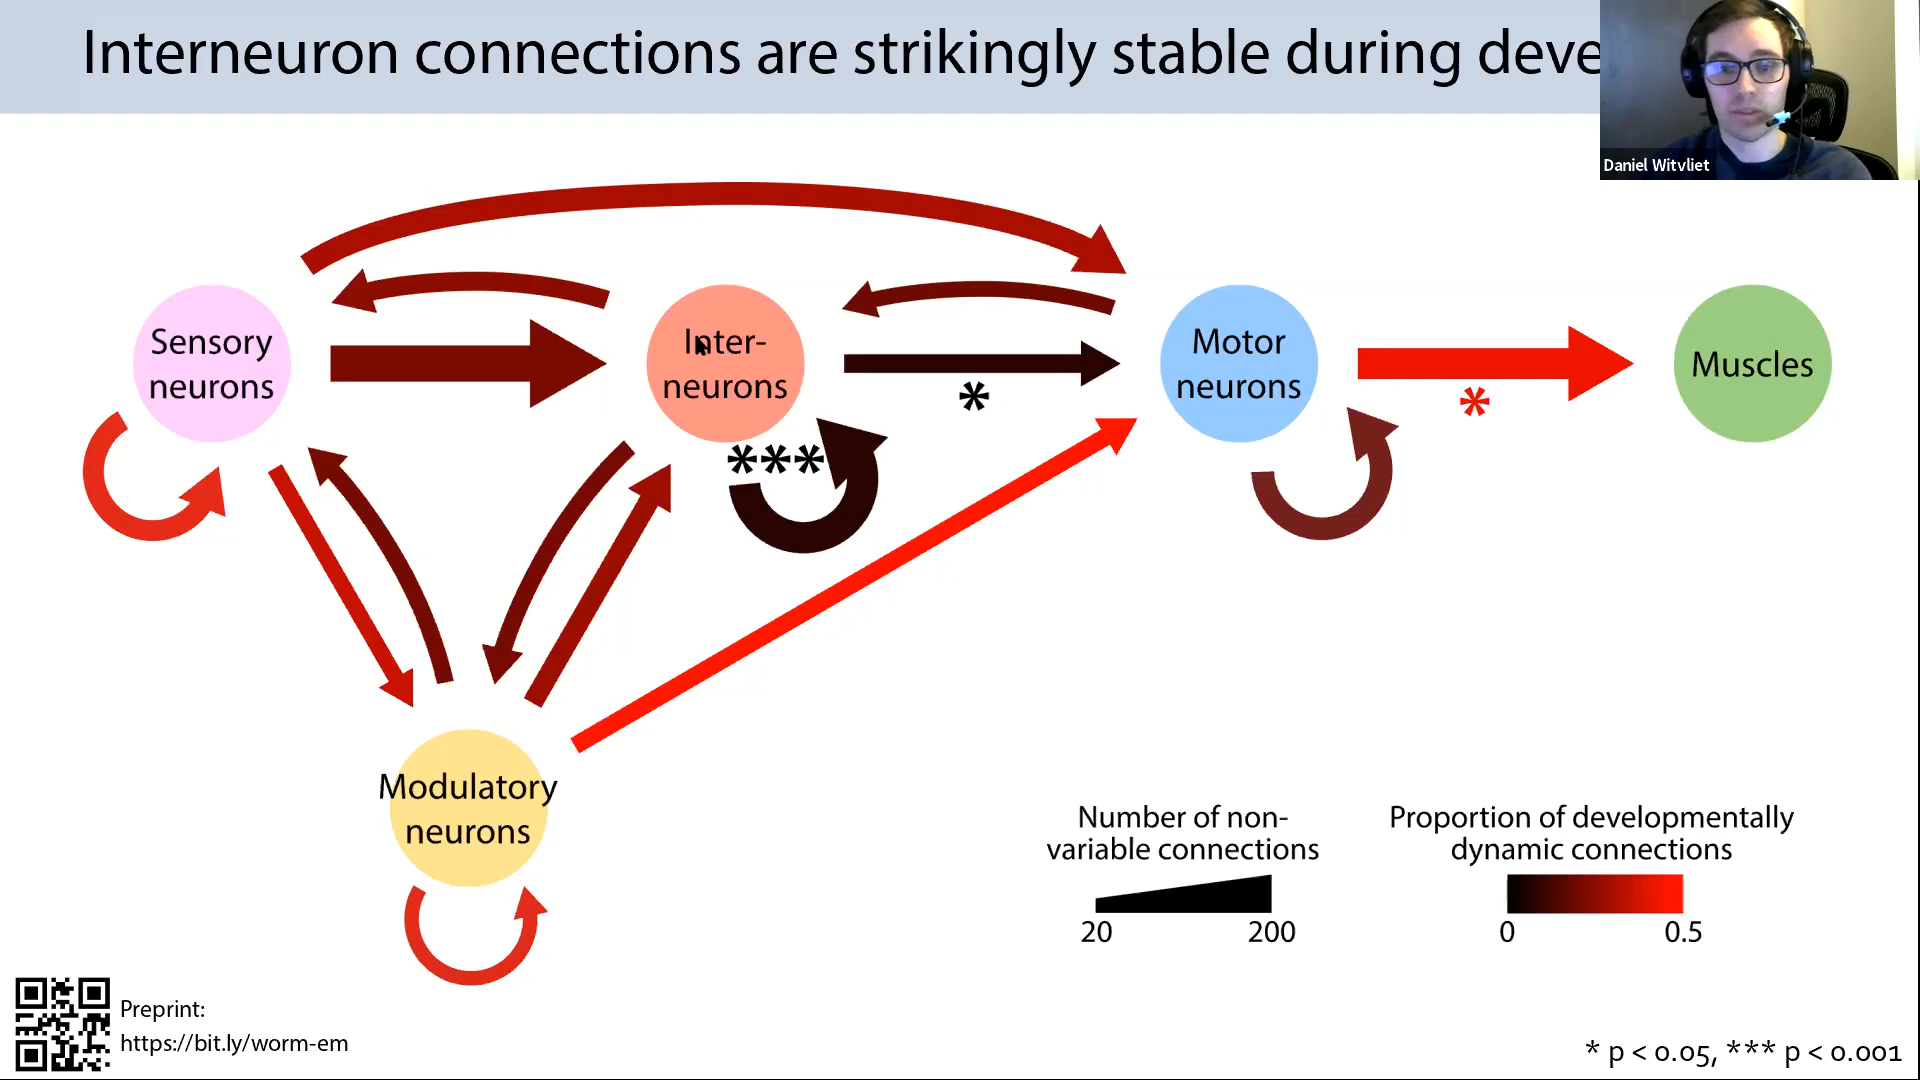 Interneuron connections are strikingly stable during deve
Daniel Witvliet
Sensory
neurons
Inter-
neurons
Motor
neurons
Muscles
*
*
***
Modulatory
neurons
Number of non-
variable connections
20 200
Proportion of developmentally
dynamic connections
0 0.5
Preprint:
https://bit.ly/worm-em
* p < 0.05, *** p < 0.001